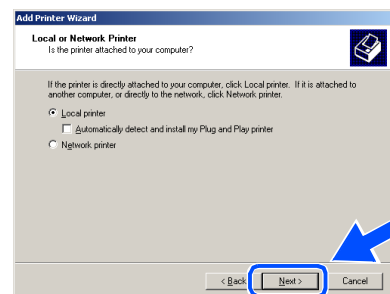 Add Printer Wizard
Local or Network Printer
Is the printer attached to your computer?
If the printer is directly attached to your computer, click Local printer. If it is attached to
another computer, or directly to the network, click Network printer.
Local printer
Automatically detect and install my Plug and Play printer
Network printer
< Back
Next >
Cancel